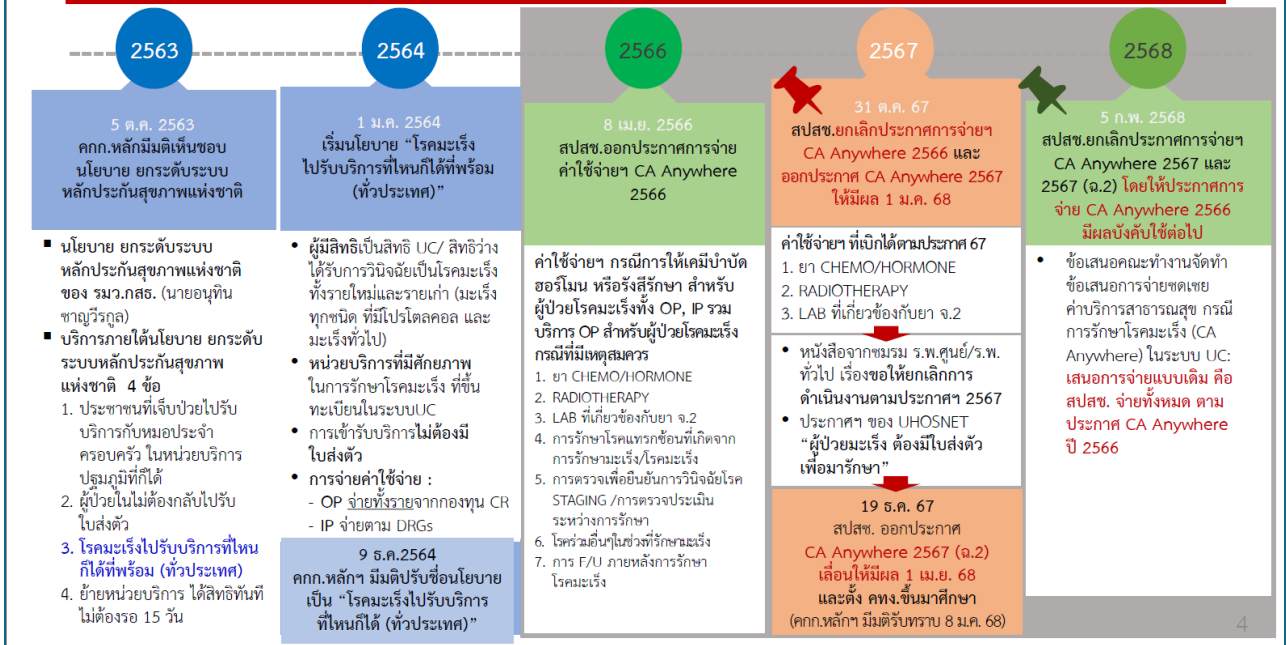 2563
5 ต.ค. 2563
คกก.หลักมีมติเห็นชอบ
นโยบาย ยกระดับระบบ
หลักประกันสุขภาพแห่งชาติ
▪ นโยบาย ยกระดับระบบ
หลักประกันสุขภาพแห่งชาติ
ของ รมว.กสธ. (นายอนุทิน
ชาญวีรกูล)
▪ บริการภายใต้นโยบาย ยกระดับ
ระบบหลักประกันสุขภาพ
แห่งชาติ 4 ข้อ
1. ประชาชนที่เจ็บป่วยไปรับ
บริการกับหมอประจำ
ครอบครัว ในหน่วยบริการ
ปฐมภูมิที่ก็ได้
2. ผู้ป่วยในไม่ต้องกลับไปรับ
ใบส่งตัว
3. โรคมะเร็งไปรับบริการที่ไหน
ก็ได้ที่พร้อม (ทั่วประเทศ)
4. ย้ายหน่วยบริการ ได้สิทธิทันที
ไม่ต้องรอ 15 วัน
2564
1 ม.ค. 2564
เริ่มนโยบาย “โรคมะเร็ง
ไปรับบริการที่ไหนก็ได้ที่พร้อม
(ทั่วประเทศ)”
• ผู้มีสิทธิเป็นสิทธิ UC/ สิทธิว่าง
ได้รับการวินิจฉัยเป็นโรคมะเร็ง
ทั้งรายใหม่และรายเก่า (มะเร็ง
ทุกชนิด ที่มีโปรโตคอล และ
มะเร็งทั่วไป)
• หน่วยบริการที่มีศักยภาพ
ในการรักษาโรคมะเร็ง ที่ขึ้น
ทะเบียนในระบบUC
• การเข้ารับบริการไม่ต้องมี
ใบส่งตัว
• การจ่ายค่าใช้จ่าย :
- OP จ่ายทั้งรายจากกองทุน CR
- IP จ่ายตาม DRGs
9 ธ.ค.2564
คกก.หลักฯ มีมติปรับชื่อนโยบาย
เป็น “โรคมะเร็งไปรับบริการ
ที่ไหนก็ได้ (ทั่วประเทศ)”
2566
8 เม.ย. 2566
สปสช.ออกประกาศการจ่าย
ค่าใช้จ่ายฯ CA Anywhere
2566
ค่าใช้จ่ายฯ กรณีการให้เคมีบำบัด
ฮอร์โมน หรือรังสีรักษา สำหรับ
ผู้ป่วยโรคมะเร็งทั้ง OP, IP รวม
บริการ OP สำหรับผู้ป่วยโรคมะเร็ง
กรณีที่มีเหตุสมควร
1. ยา CHEMO/HORMONE
2. RADIOTHERAPY
3. LAB ที่เกี่ยวข้องกับยา จ.2
4. การรักษาโรคแทรกซ้อนที่เกิดจาก
การรักษามะเร็ง/โรคมะเร็ง
5. การตรวจเพื่อยืนยันการวินิจฉัยโรค
STAGING /การตรวจประเมิน
ระหว่างการรักษา
6. โรคร่วมอื่นๆในช่วงที่รักษามะเร็ง
7. การ F/U ภายหลังการรักษา
โรคมะเร็ง
2567
31 ต.ค. 67
สปสช.ยกเลิกประกาศการจ่ายฯ
CA Anywhere 2566 และ
ออกประกาศ CA Anywhere 2567
ให้มีผล 1 ม.ค. 68
ค่าใช้จ่ายฯ ที่เบิกได้ตามประกาศ 67
1. ยา CHEMO/HORMONE
2. RADIOTHERAPY
3. LAB ที่เกี่ยวข้องกับยา จ.2
• หนังสือจากชมรม ร.พ.ศูนย์/ร.พ.
ทั่วไป เรื่องขอให้ยกเลิกการ
ดำเนินงานตามประกาศฯ 2567
• ประกาศฯ ของ UHOSNET
“ผู้ป่วยมะเร็ง ต้องมีใบส่งตัว
เพื่อมารักษา”
19 ธ.ค. 67
สปสช. ออกประกาศ
CA Anywhere 2567 (ฉ.2)
เลื่อนให้มีผล 1 เม.ย. 68
และตั้ง คทง.ขึ้นมาศึกษา
(คกก.หลักฯ มีมติรับทราบ 8 ม.ค. 68)
2568
5 ก.พ. 2568
สปสช.ยกเลิกประกาศการจ่ายฯ
CA Anywhere 2567 และ
2567 (ฉ.2) โดยให้ประกาศการ
จ่าย CA Anywhere 2566
มีผลบังคับใช้ต่อไป
• ข้อเสนอคณะทำงานจัดทำ
ข้อเสนอการจ่ายชดเชย
ค่าบริการสาธารณสุข กรณี
การรักษาโรคมะเร็ง (CA
Anywhere) ในระบบ UC:
เสนอการจ่ายแบบเดิม คือ
สปสช. จ่ายทั้งหมด ตาม
ประกาศ CA Anywhere
ปี 2566
4